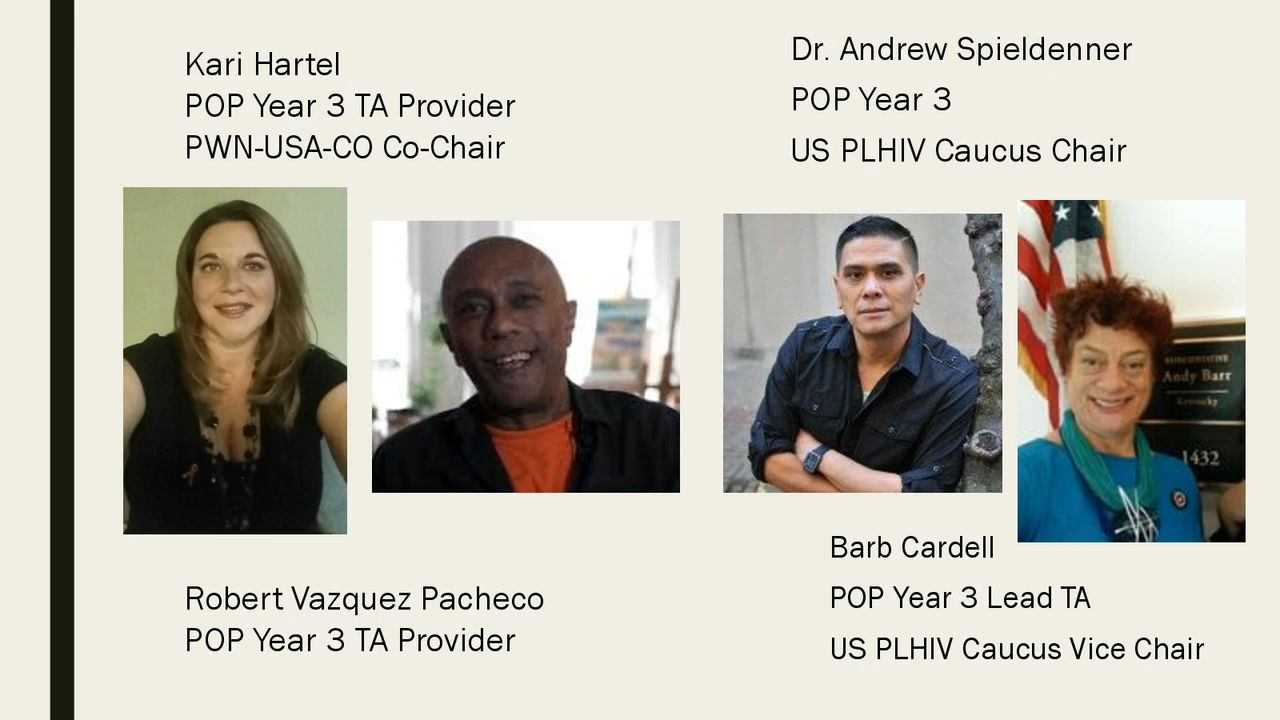 Kari Hartel
POP Year 3 TA Provider
PWN-USA-CO Co-Chair
Dr. Andrew Spieldenner
POP Year 3
US PLHIV Caucus Chair
REPRESENTATIVE
Andy Barr
Kentucky
1432
Robert Vazquez Pacheco
POP Year 3 TA Provider
Barb Cardell
POP Year 3 Lead TA
US PLHIV Caucus Vice Chair